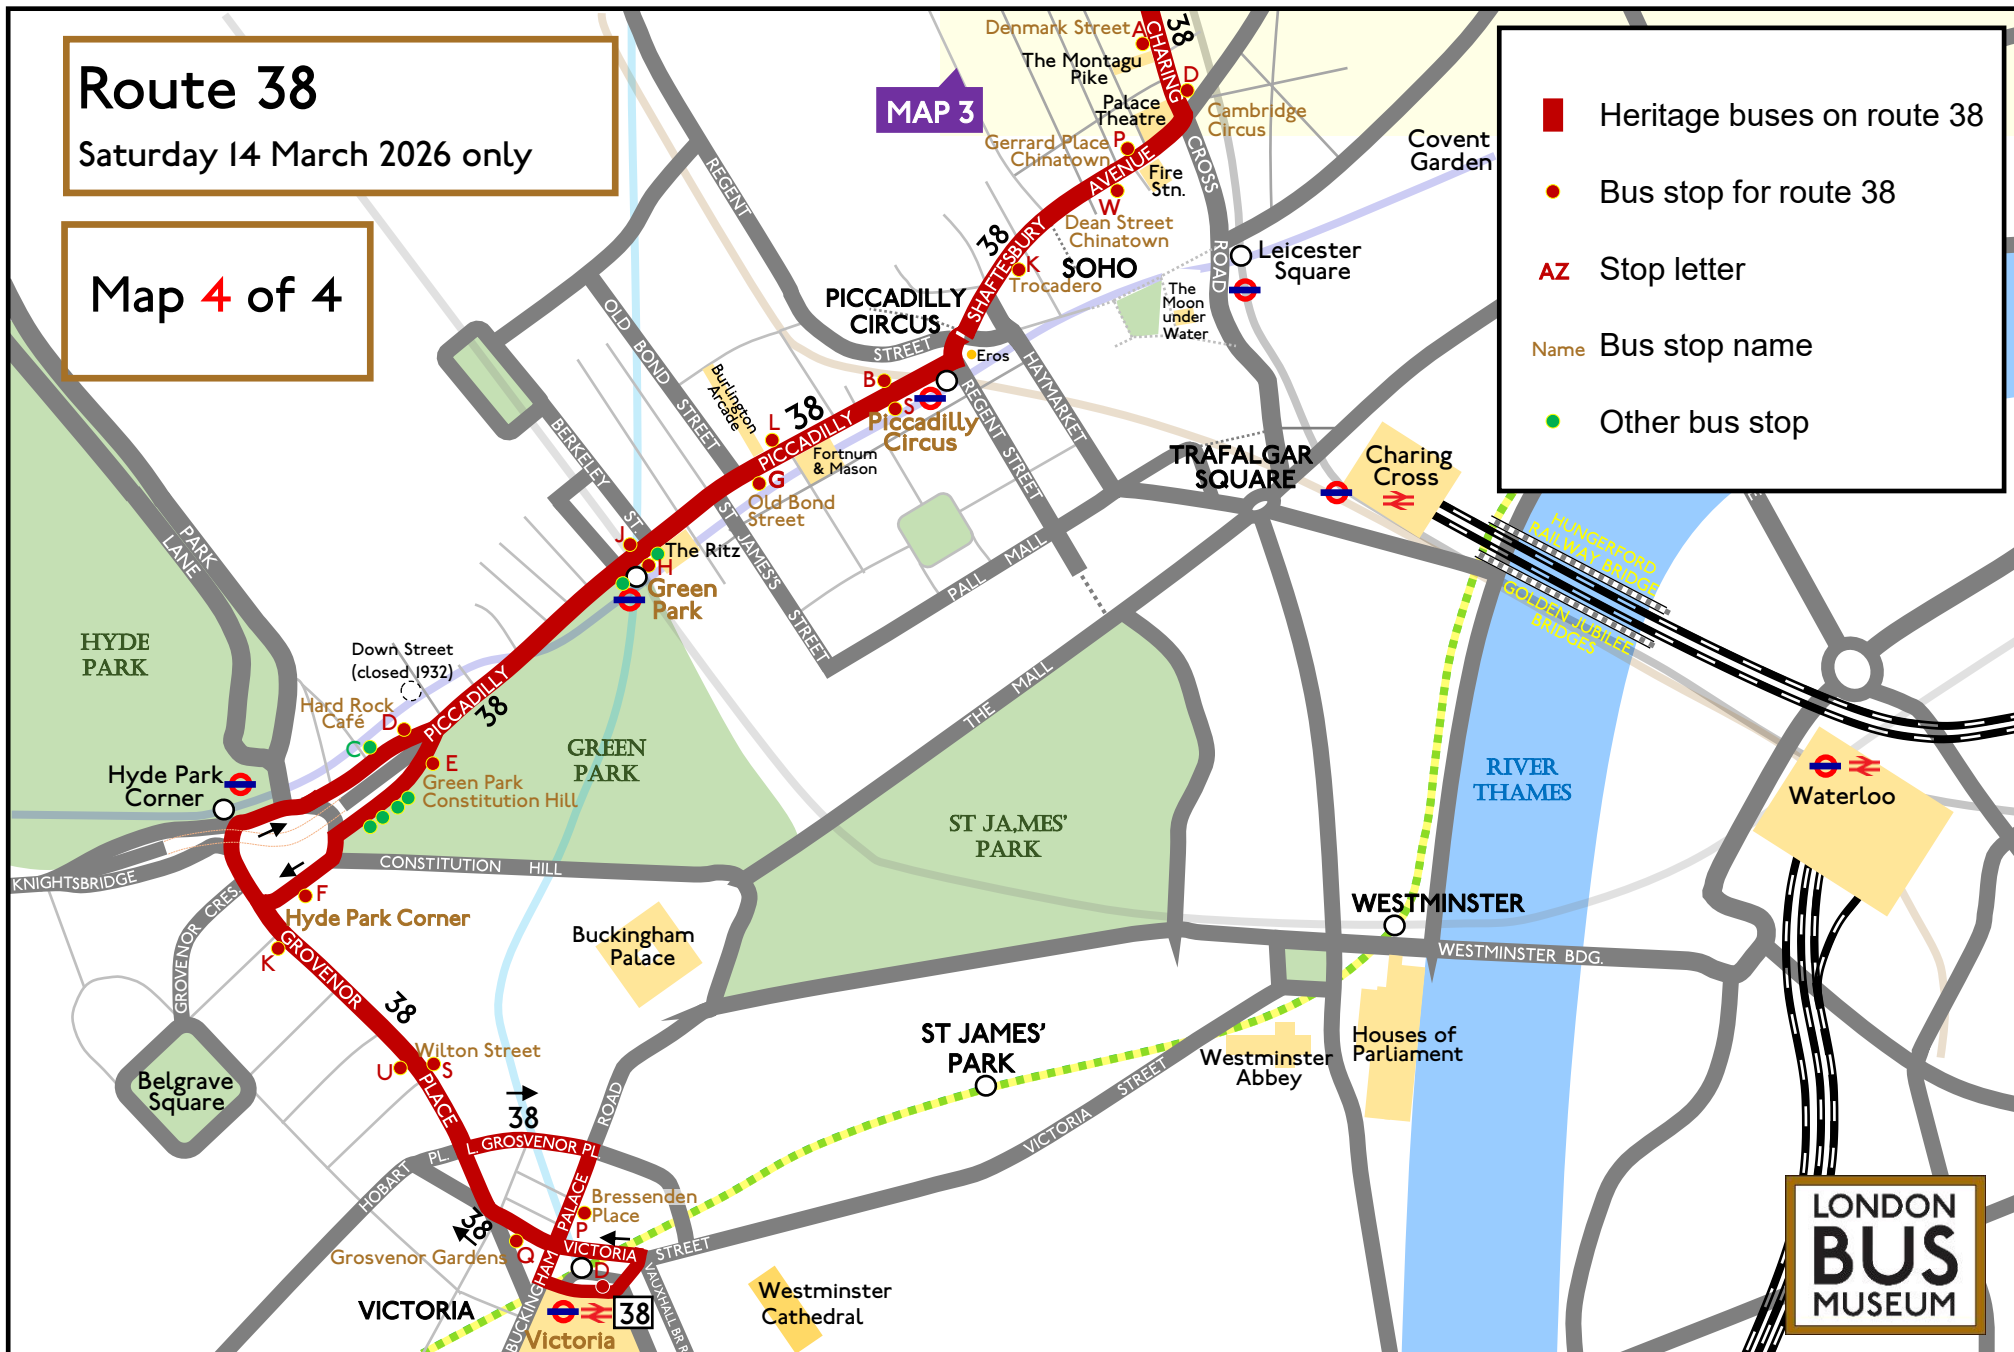 Route 38
Saturday 14 March 2026 only
Map 4 of 4
MAP 3
Heritage buses on route 38
Bus stop for route 38
AZ Stop letter
Name Bus stop name
Other bus stop
Denmark Street
A
CHARING
38
The Montagu
Pike
D
Palace
Theatre
Cambridge
Circus
P
Gerrard Place
Chinatown
AVENUE
CROSS
Fire
Stn.
W
Dean Street
Chinatown
Covent
Garden
REGENT
38
SHAFTESBURY
K
Trocadero
SOHO
ROAD
Leicester
Square
The
Moon
under
Water
PICCADILLY
CIRCUS
STREET
Eros
HAYMARKET
OLD BOND STREET
Burlington
Arcade
B
S
Piccadilly
Circus
REGENT STREET
L
38
PICCADILLY
Fortnum
& Mason
G
Old Bond
Street
BERKELEY
ST.
ST JAMES'S
STREET
J
The Ritz
H
Green
Park
PALL MALL
TRAFALGAR
SQUARE
Charing
Cross
HUNGERFORD
RAILWAY BRIDGE
GOLDEN JUBILEE
BRIDGES
PARK
LANE
HYDE
PARK
Down Street
(closed 1932)
Hard Rock
Café
D
C
PICCADILLY
38
E
Green Park
Constitution Hill
GREEN
PARK
THE MALL
Hyde Park
Corner
ST JA,MES'
PARK
RIVER
THAMES
Waterloo
KNIGHTSBRIDGE
CONSTITUTION HILL
F
Hyde Park Corner
GROVENOR CRES.
K
GROVENOR
Buckingham
Palace
WESTMINSTER
WESTMINSTER BDG.
38
Wilton Street
U
S
PLACE
Belgrave
Square
ST JAMES'
PARK
Westminster
Abbey
Houses of
Parliament
38
L. GROSVENOR PL.
ROAD
VICTORIA STREET
HOBART PL.
PALACE
Bressenden
Place
P
38
Grosvenor Gardens
Q
VICTORIA
STREET
D
BUCKINGHAM
VAUXHALL BR R
VICTORIA
38
Victoria
Westminster
Cathedral
LONDON
BUS
MUSEUM